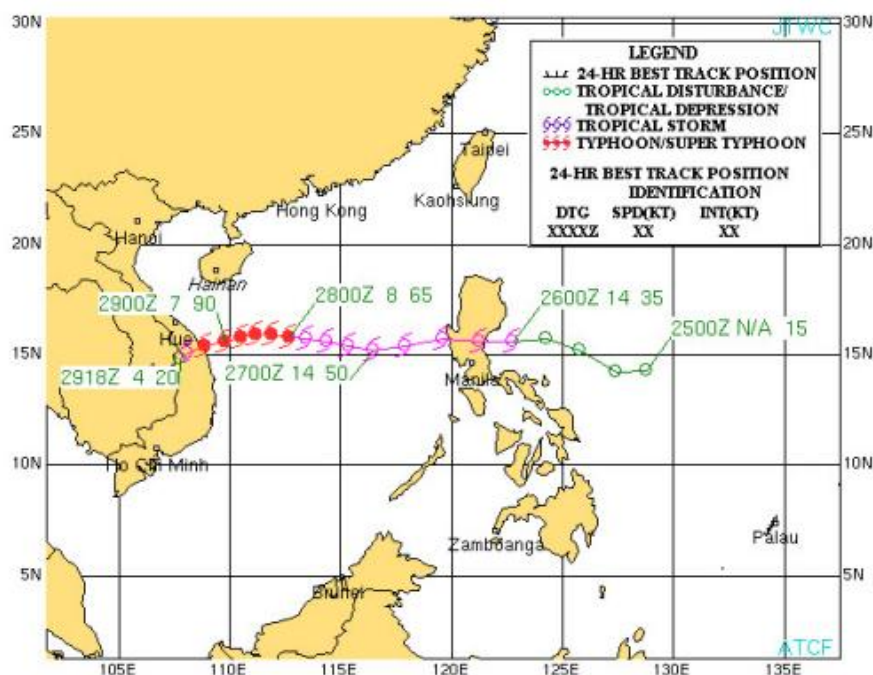 30N
30N
JTWC
LEGEND
24-HR BEST TRACK POSITION
TROPICAL DISTURBANCE/
TROPICAL DEPRESSION
TROPICAL STORM
TYPHOON/SUPER TYPHOON
24-HR BEST TRACK POSITION
IDENTIFICATION
DTG SPD(KT) INT(KT)
XXXXZ XX XX
25N
25N
Taipei
Kaohsiung
Hong Kong
Hanoi
20N
20N
Hainan
2900Z 7 90
2800Z 8 65
2600Z 14 35
2500Z N/A 15
Hue
15N
15N
2918Z 4 20
2700Z 14 50
Manila
10N
10N
Ho Chi Minh
Zamboanga
Palau
5N
5N
Brunei
ATCF
105E 110E 115E 120E 125E 130E 135E